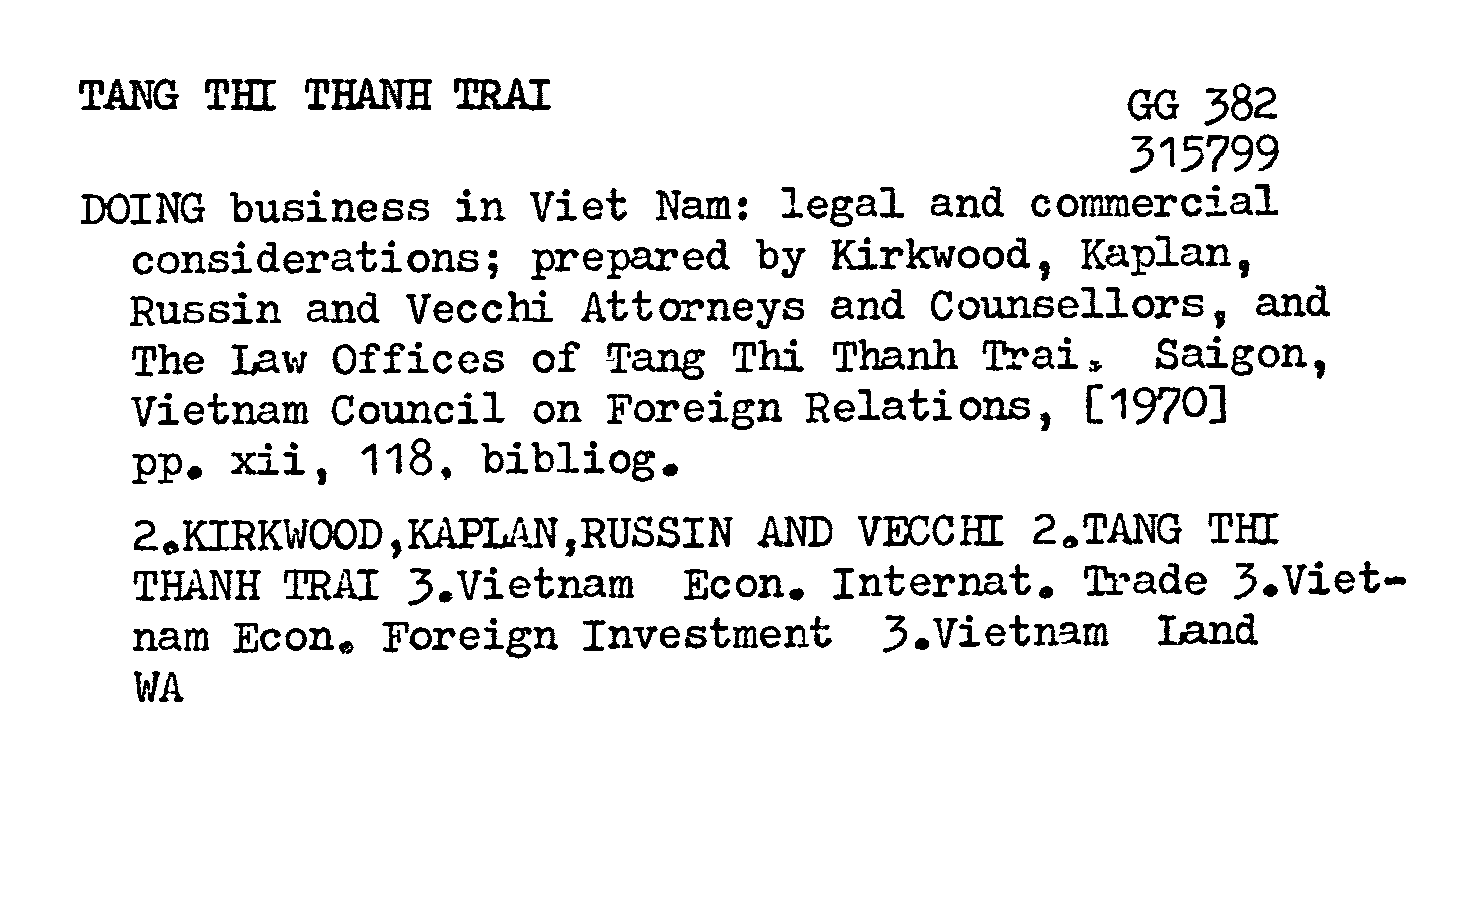 TANG THI THANH TRAI
GG 382
315799
DOING business in Viet Nam: legal and commercial
considerations; prepared by Kirkwood, Kaplan,
Russin and Vecchi Attorneys and Counsellors, and
The Law Offices of Tang Thi Thanh Trai. Saigon,
Vietnam Council on Foreign Relations, [1970]
pp. xii, 118. bibliog.
2.KIRKWOOD,KAPLAN,RUSSIN AND VECCHI 2.TANG THI
THANH TRAI 3.Vietnam Econ. Internat. Trade 3.Viet-
nam Econ. Foreign Investment 3.Vietnam Land
WA